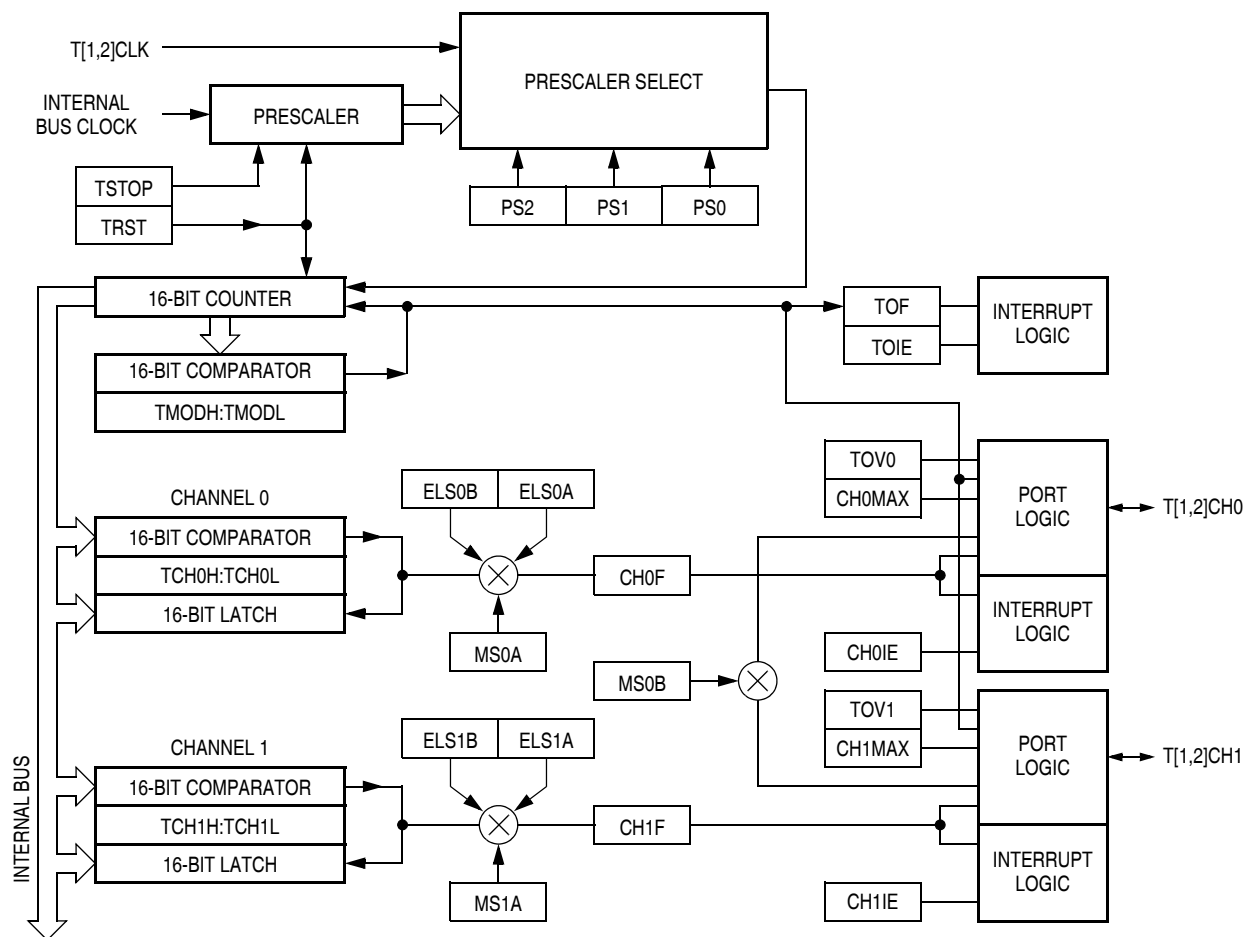 T[1,2]CLK
PRESCALER SELECT
INTERNAL
BUS CLOCK
PRESCALER
TSTOP
TRST
PS2
PS1
PS0
16-BIT COUNTER
TOF
TOIE
INTERRUPT
LOGIC
16-BIT COMPARATOR
TMODH:TMODL
CHANNEL 0
ELS0B
ELS0A
TOV0
CH0MAX
PORT
LOGIC
T[1,2]CH0
16-BIT COMPARATOR
TCH0H:TCH0L
16-BIT LATCH
CH0F
MS0A
INTERRUPT
LOGIC
CH0IE
MS0B
CHANNEL 1
ELS1B
ELS1A
TOV1
CH1MAX
PORT
LOGIC
T[1,2]CH1
16-BIT COMPARATOR
TCH1H:TCH1L
16-BIT LATCH
CH1F
MS1A
INTERRUPT
LOGIC
CH1IE
INTERNAL BUS